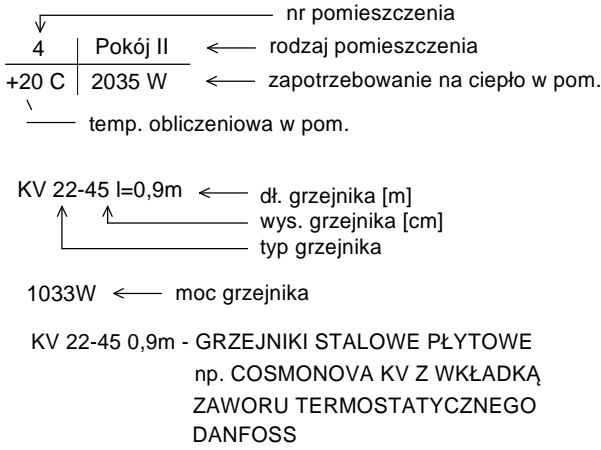 nr pomieszczenia
4 Pokój II rodzaj pomieszczenia
+20 C 2035 W zapotrzebowanie na ciepło w pom.
temp. obliczeniowa w pom.
KV 22-45 l=0,9m dł. grzejnika [m]
wys. grzejnika [cm]
typ grzejnika
1033W moc grzejnika
KV 22-45 0,9m - GRZEJNIKI STALOWE PŁYTOWE
np. COSMONOVA KV Z WKŁADKĄ
ZAWORU TERMOSTATYCZNEGO
DANFOSS